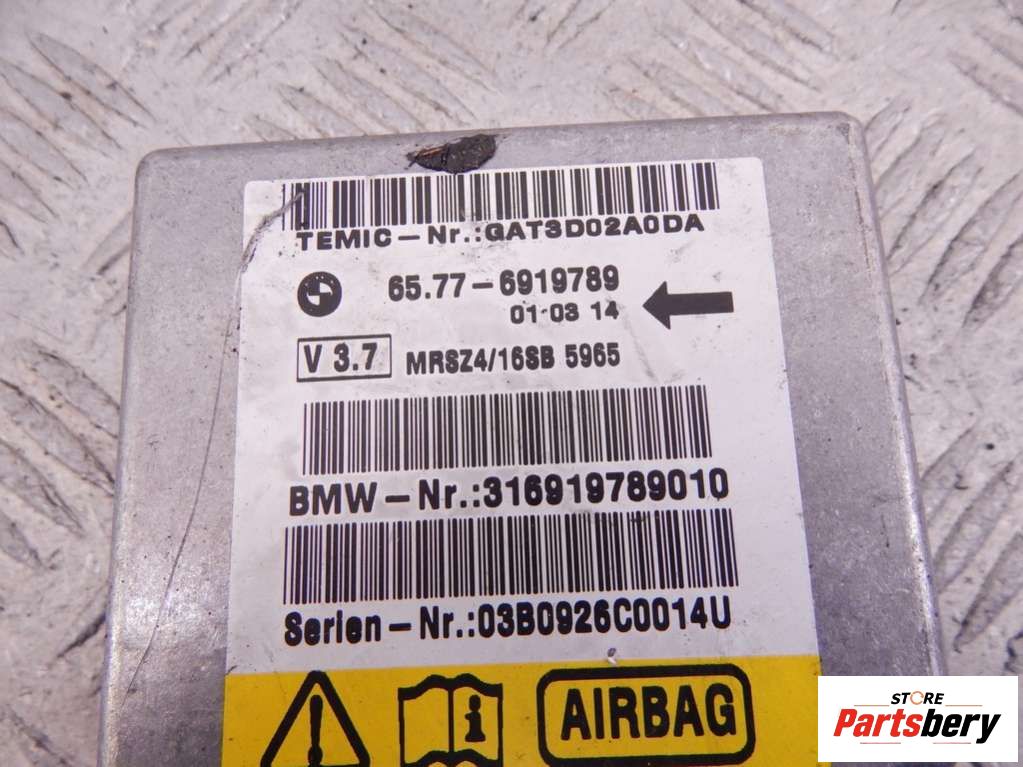 TEMIC-Nr.:GAT3D02A0DA
65.77-6919789
01-03 14
V 3.7 MRSZ4/16SB 5965
BMW-Nr.:316919789010
Serien-Nr.:03B0926C0014U
! i AIRBAG
STORE
Partsbery